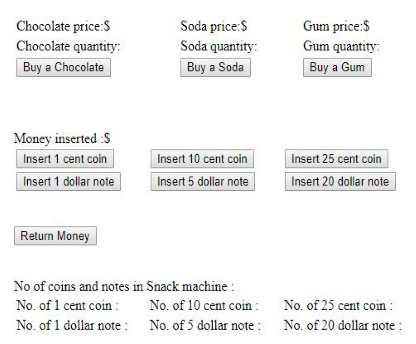 Chocolate price:$ Soda price:$ Gum price:$
Chocolate quantity: Soda quantity: Gum quantity:
Buy a Chocolate Buy a Soda Buy a Gum
Money inserted :$
Insert 1 cent coin Insert 10 cent coin Insert 25 cent coin
Insert 1 dollar note Insert 5 dollar note Insert 20 dollar note
Return Money
No of coins and notes in Snack machine :
No. of 1 cent coin : No. of 10 cent coin : No. of 25 cent coin :
No. of 1 dollar note : No. of 5 dollar note : No. of 20 dollar note :